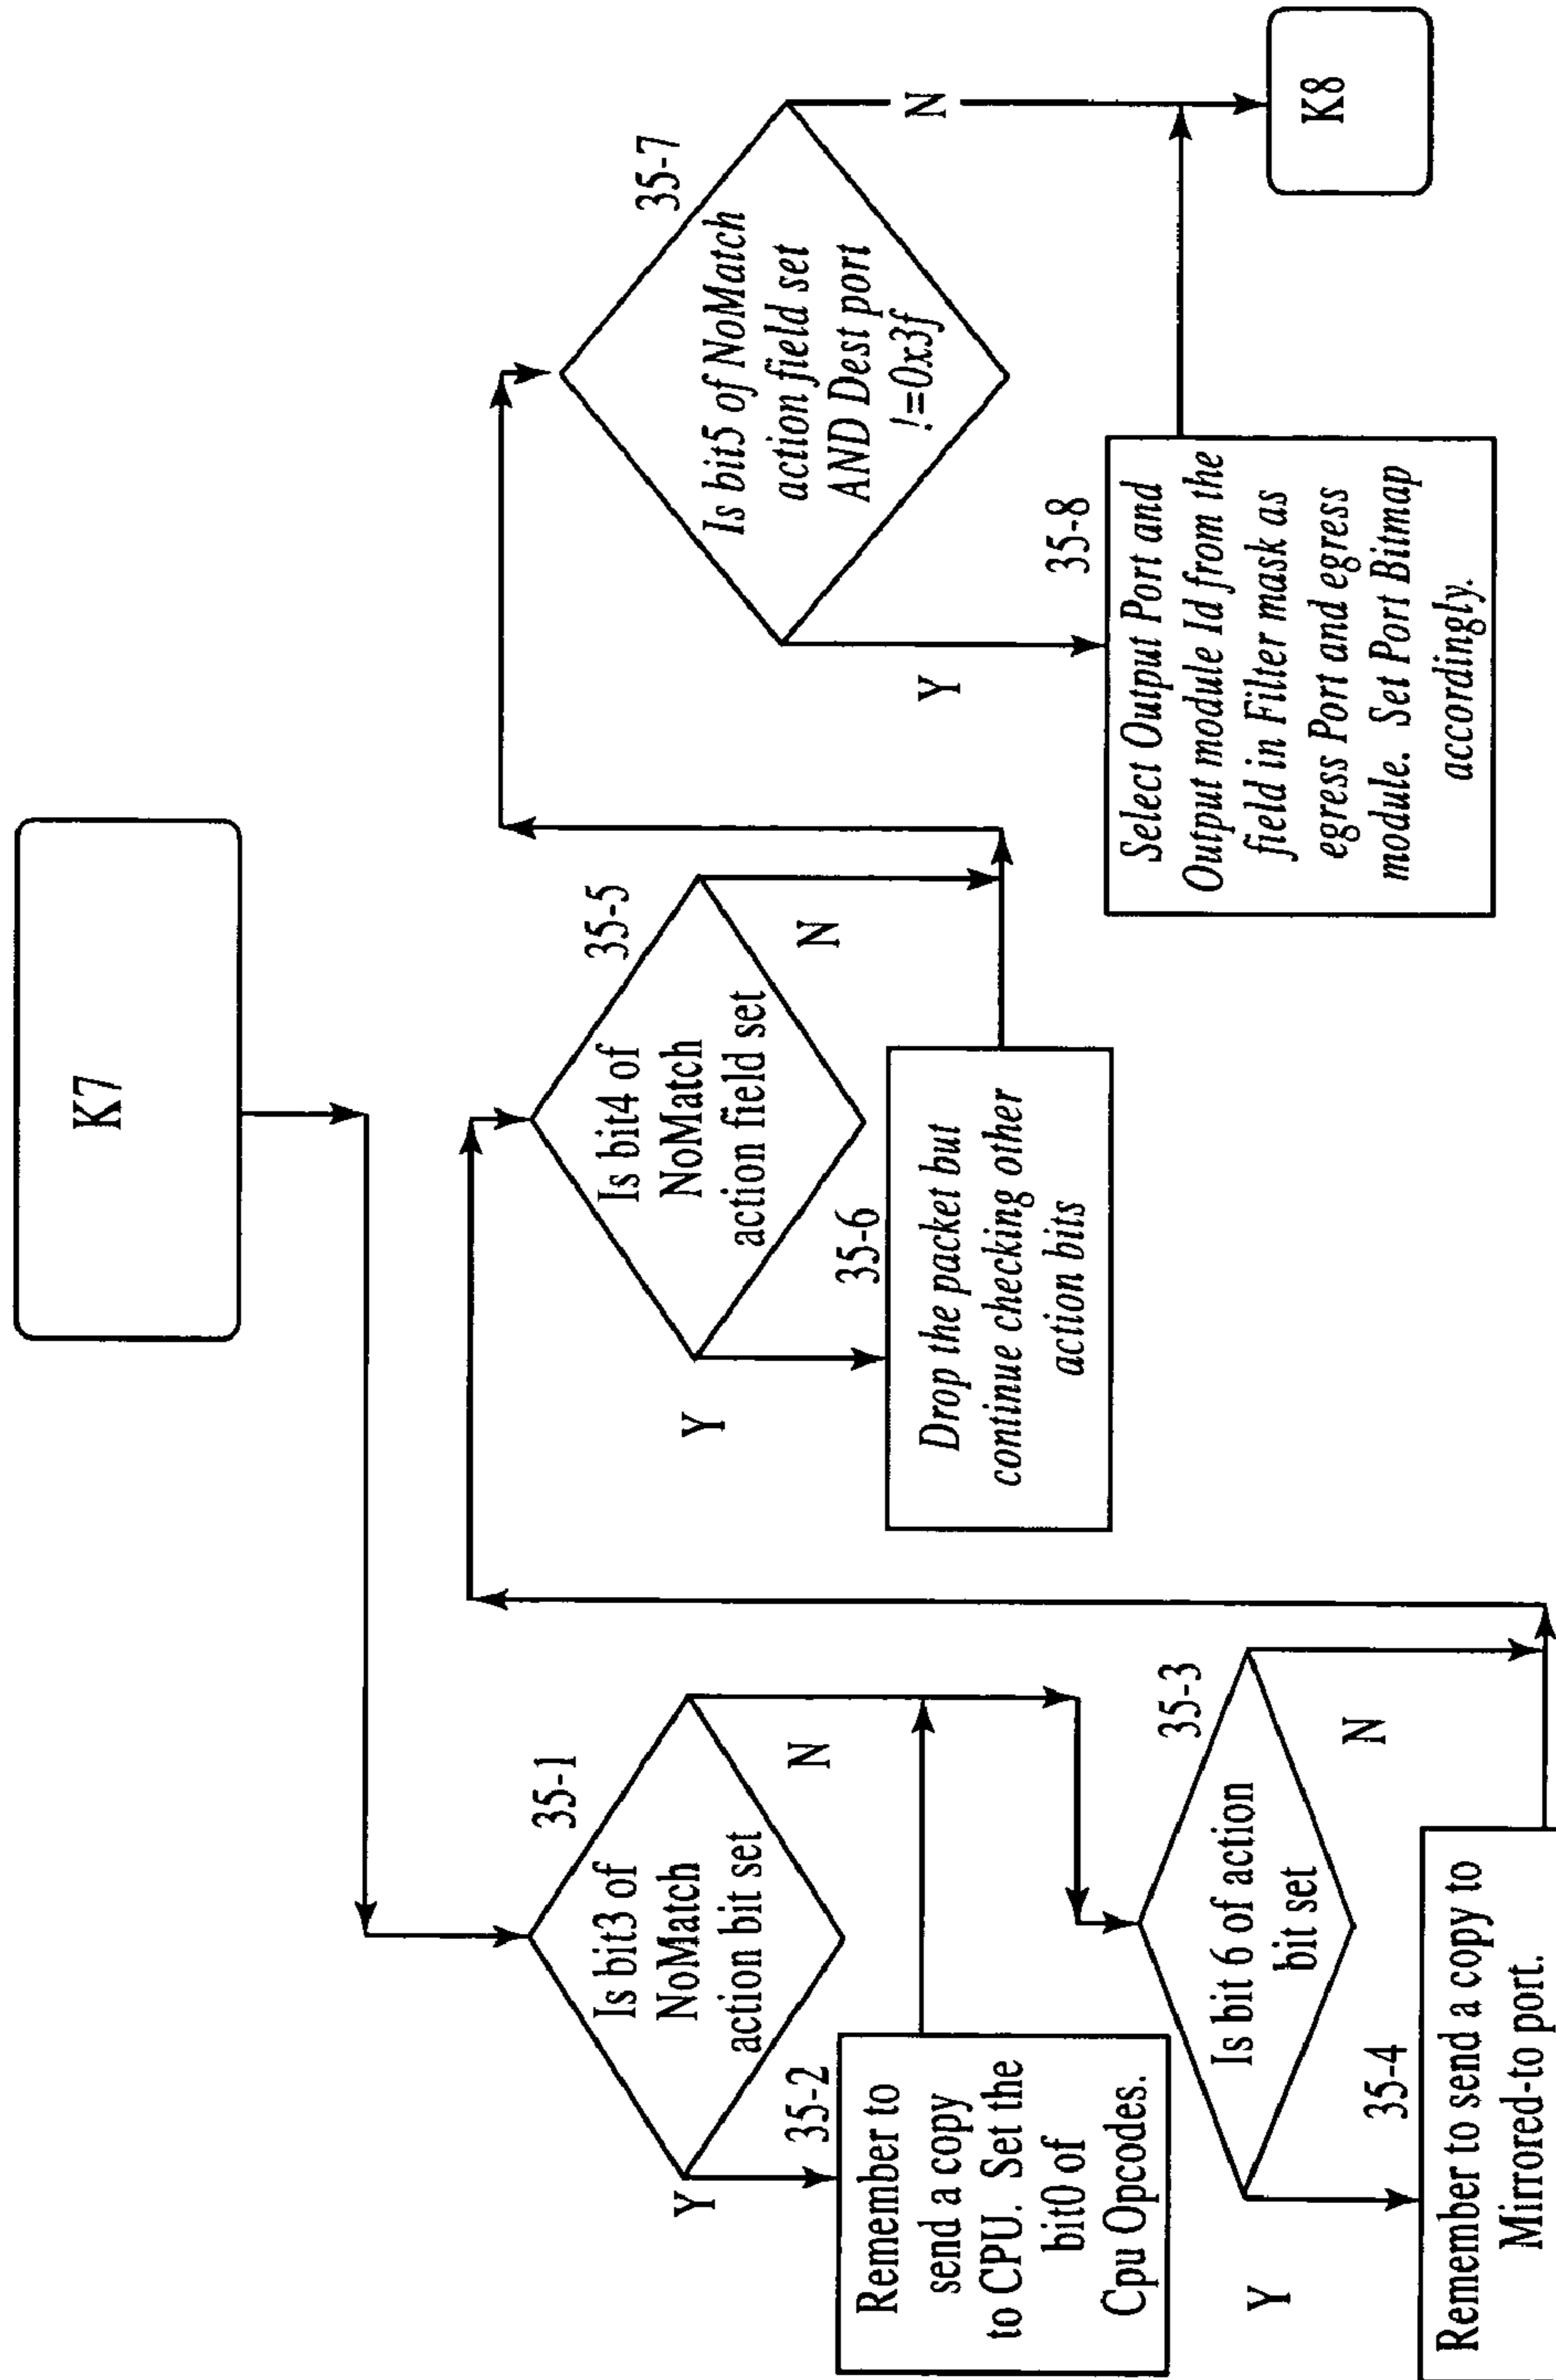 K7
35-1
Is bit3 of
NoMatch
action bit set
Y
N
35-2
Remember to
send a copy
to CPU. Set the
bit0 of
Cpu Opcodes.
35-3
Is bit 6 of action
bit set
Y
N
35-4
Remember to send a copy to
Mirrored-to port.
35-5
Is bit4 of
NoMatch
action field set
Y
N
35-6
Drop the packet but
continue checking other
action bits
35-7
Is bit5 of NoMatch
action field set
AND Dest port
!=0x3f
Y
N
35-8
Select Output Port and
Output module Id from the
field in Filter mask as
egress Port and egress
module. Set Port Bitmap
accordingly.
K8